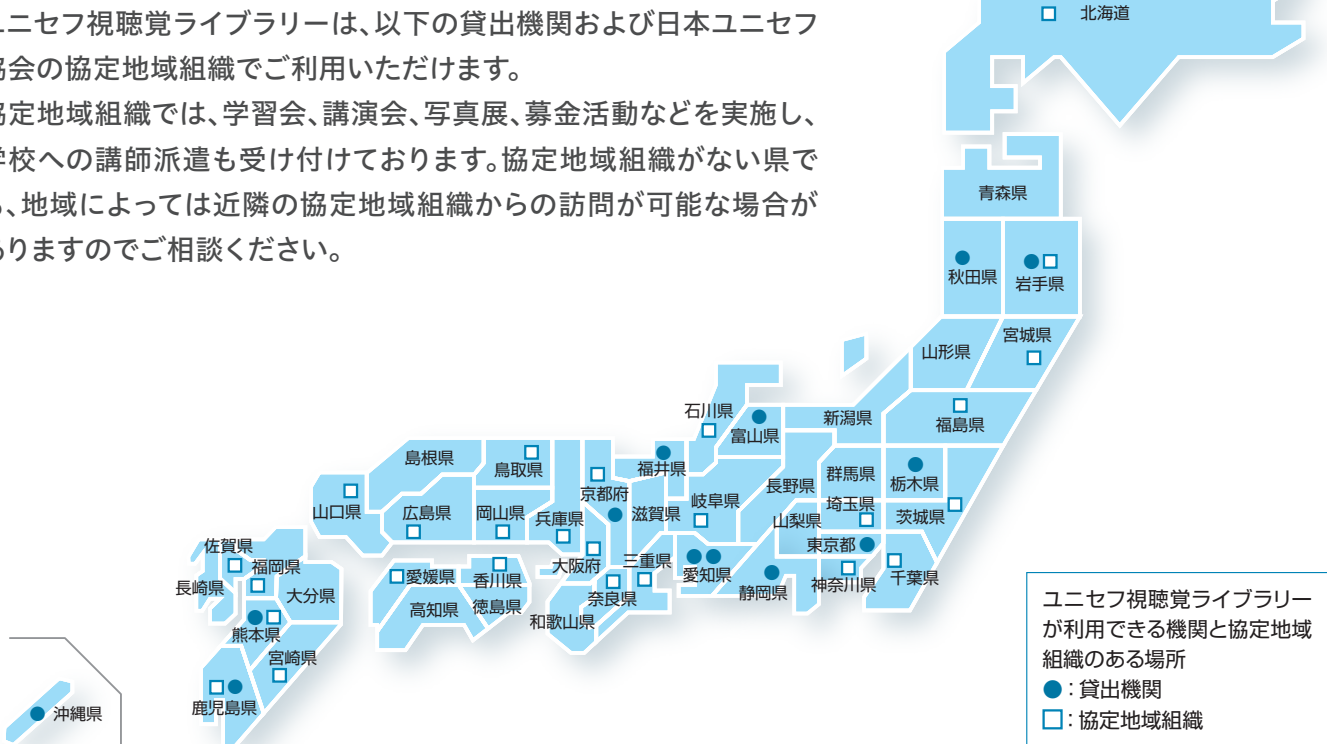 ユニセフ視聴覚ライブラリーは、以下の貸出機関および日本ユニセフ
協会の協定地域組織でご利用いただけます。
協定地域組織では、学習会、講演会、写真展、募金活動などを実施し、
学校への講師派遣も受け付けております。協定地域組織がない県で
も、地域によっては近隣の協定地域組織からの訪問が可能な場合が
ありますのでご相談ください。
北海道
青森県
秋田県
岩手県
山形県
宮城県
石川県
富山県
新潟県
福島県
島根県
鳥取県
京都府
福井県
長野県
群馬県
栃木県
山口県
広島県
岡山県
兵庫県
滋賀県
岐阜県
山梨県
埼玉県
茨城県
佐賀県
福岡県
長崎県
大分県
愛媛県
香川県
大阪府
三重県
愛知県
静岡県
東京都
神奈川県
千葉県
高知県
徳島県
和歌山県
奈良県
熊本県
宮崎県
鹿児島県
沖縄県
ユニセフ視聴覚ライブラリー
が利用できる機関と協定地域
組織のある場所
●：貸出機関
□：協定地域組織